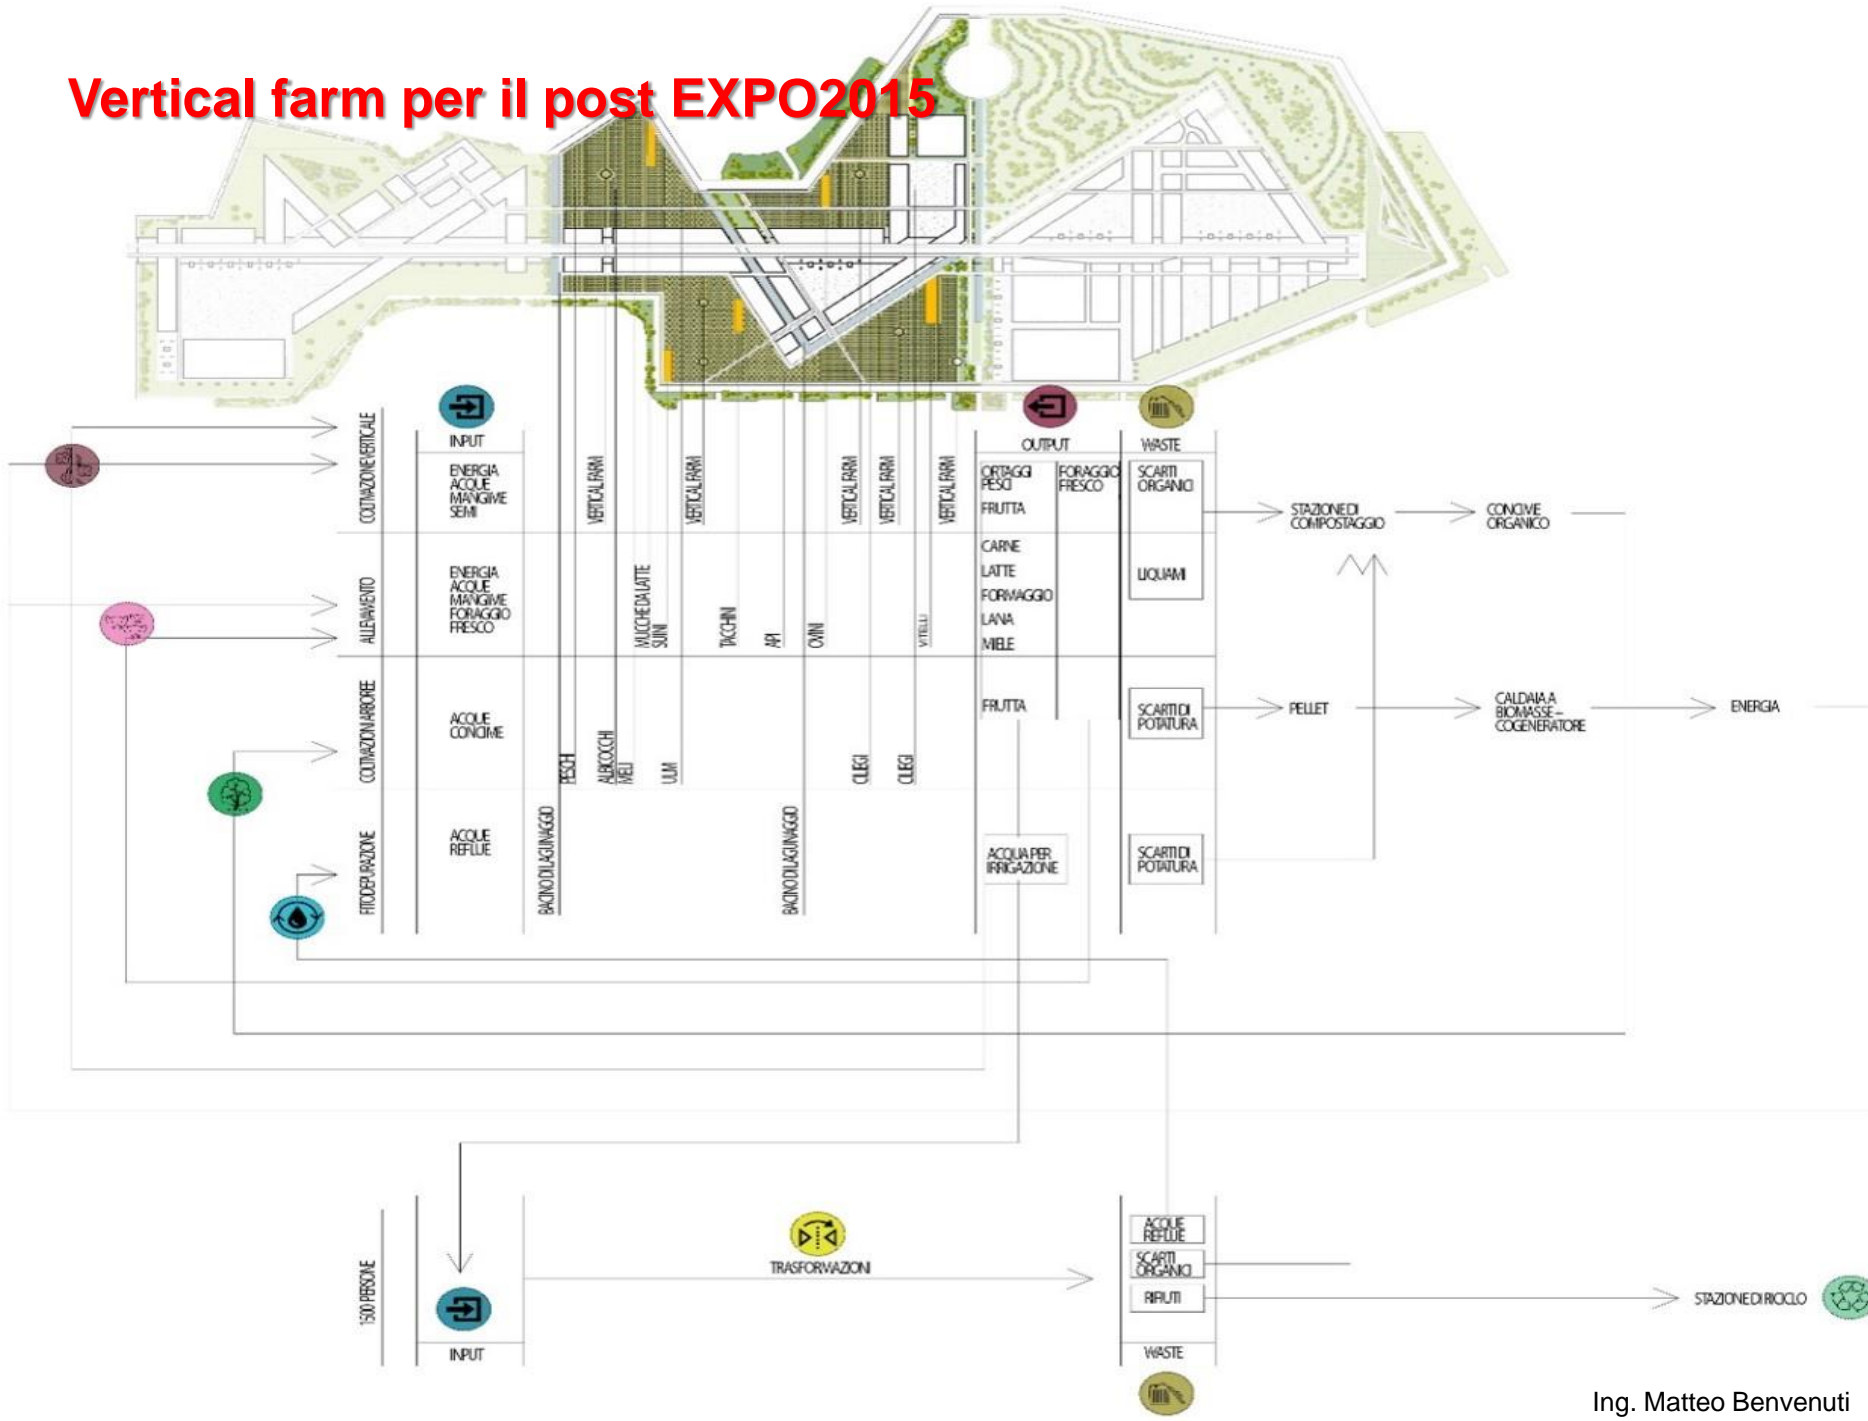 Vertical farm per il post EXPO2015
INPUT
OUTPUT
WASTE
COLTIVAZIONE VERTICALE
ENERGIA
ACQUE
MANGIME
SEMI
VERTICAL FARM
VERTICAL FARM
VERTICAL FARM
VERTICAL FARM
VERTICAL FARM
ORTAGGI
PESCI
FRUTTA
FORAGGIO
FRESCO
SCARTI
ORGANICI
STAZIONE DI
COMPOSTAGGIO
CONCIME
ORGANICO
ALLEVAMENTO
ENERGIA
ACQUE
MANGIME
FORAGGIO
FRESCO
MUCCHE DA LATTE
SUINI
TACCHINI
API
OVINI
VITELLI
CARNE
LATTE
FORMAGGIO
LANA
MIELE
LIQUAMI
COLTIVAZIONI ARBOREE
ACQUE
CONCIME
PESCHI
ALBICOCCHI
MELI
ULMI
CILIEGI
CILIEGI
FRUTTA
SCARTI DI
POTATURA
PELLET
CALDAIA A
BIOMASSE –
COGENERATORE
ENERGIA
FITODEPURAZIONE
ACQUE
REFLUE
BACINO DI LAGUNAGGIO
BACINO DI LAGUNAGGIO
ACQUA PER
IRRIGAZIONE
SCARTI DI
POTATURA
1500 PERSONE
INPUT
TRASFORMAZIONI
ACQUE
REFLUE
SCARTI
ORGANICI
RIFIUTI
WASTE
STAZIONE DI RICICLO
Ing. Matteo Benvenuti